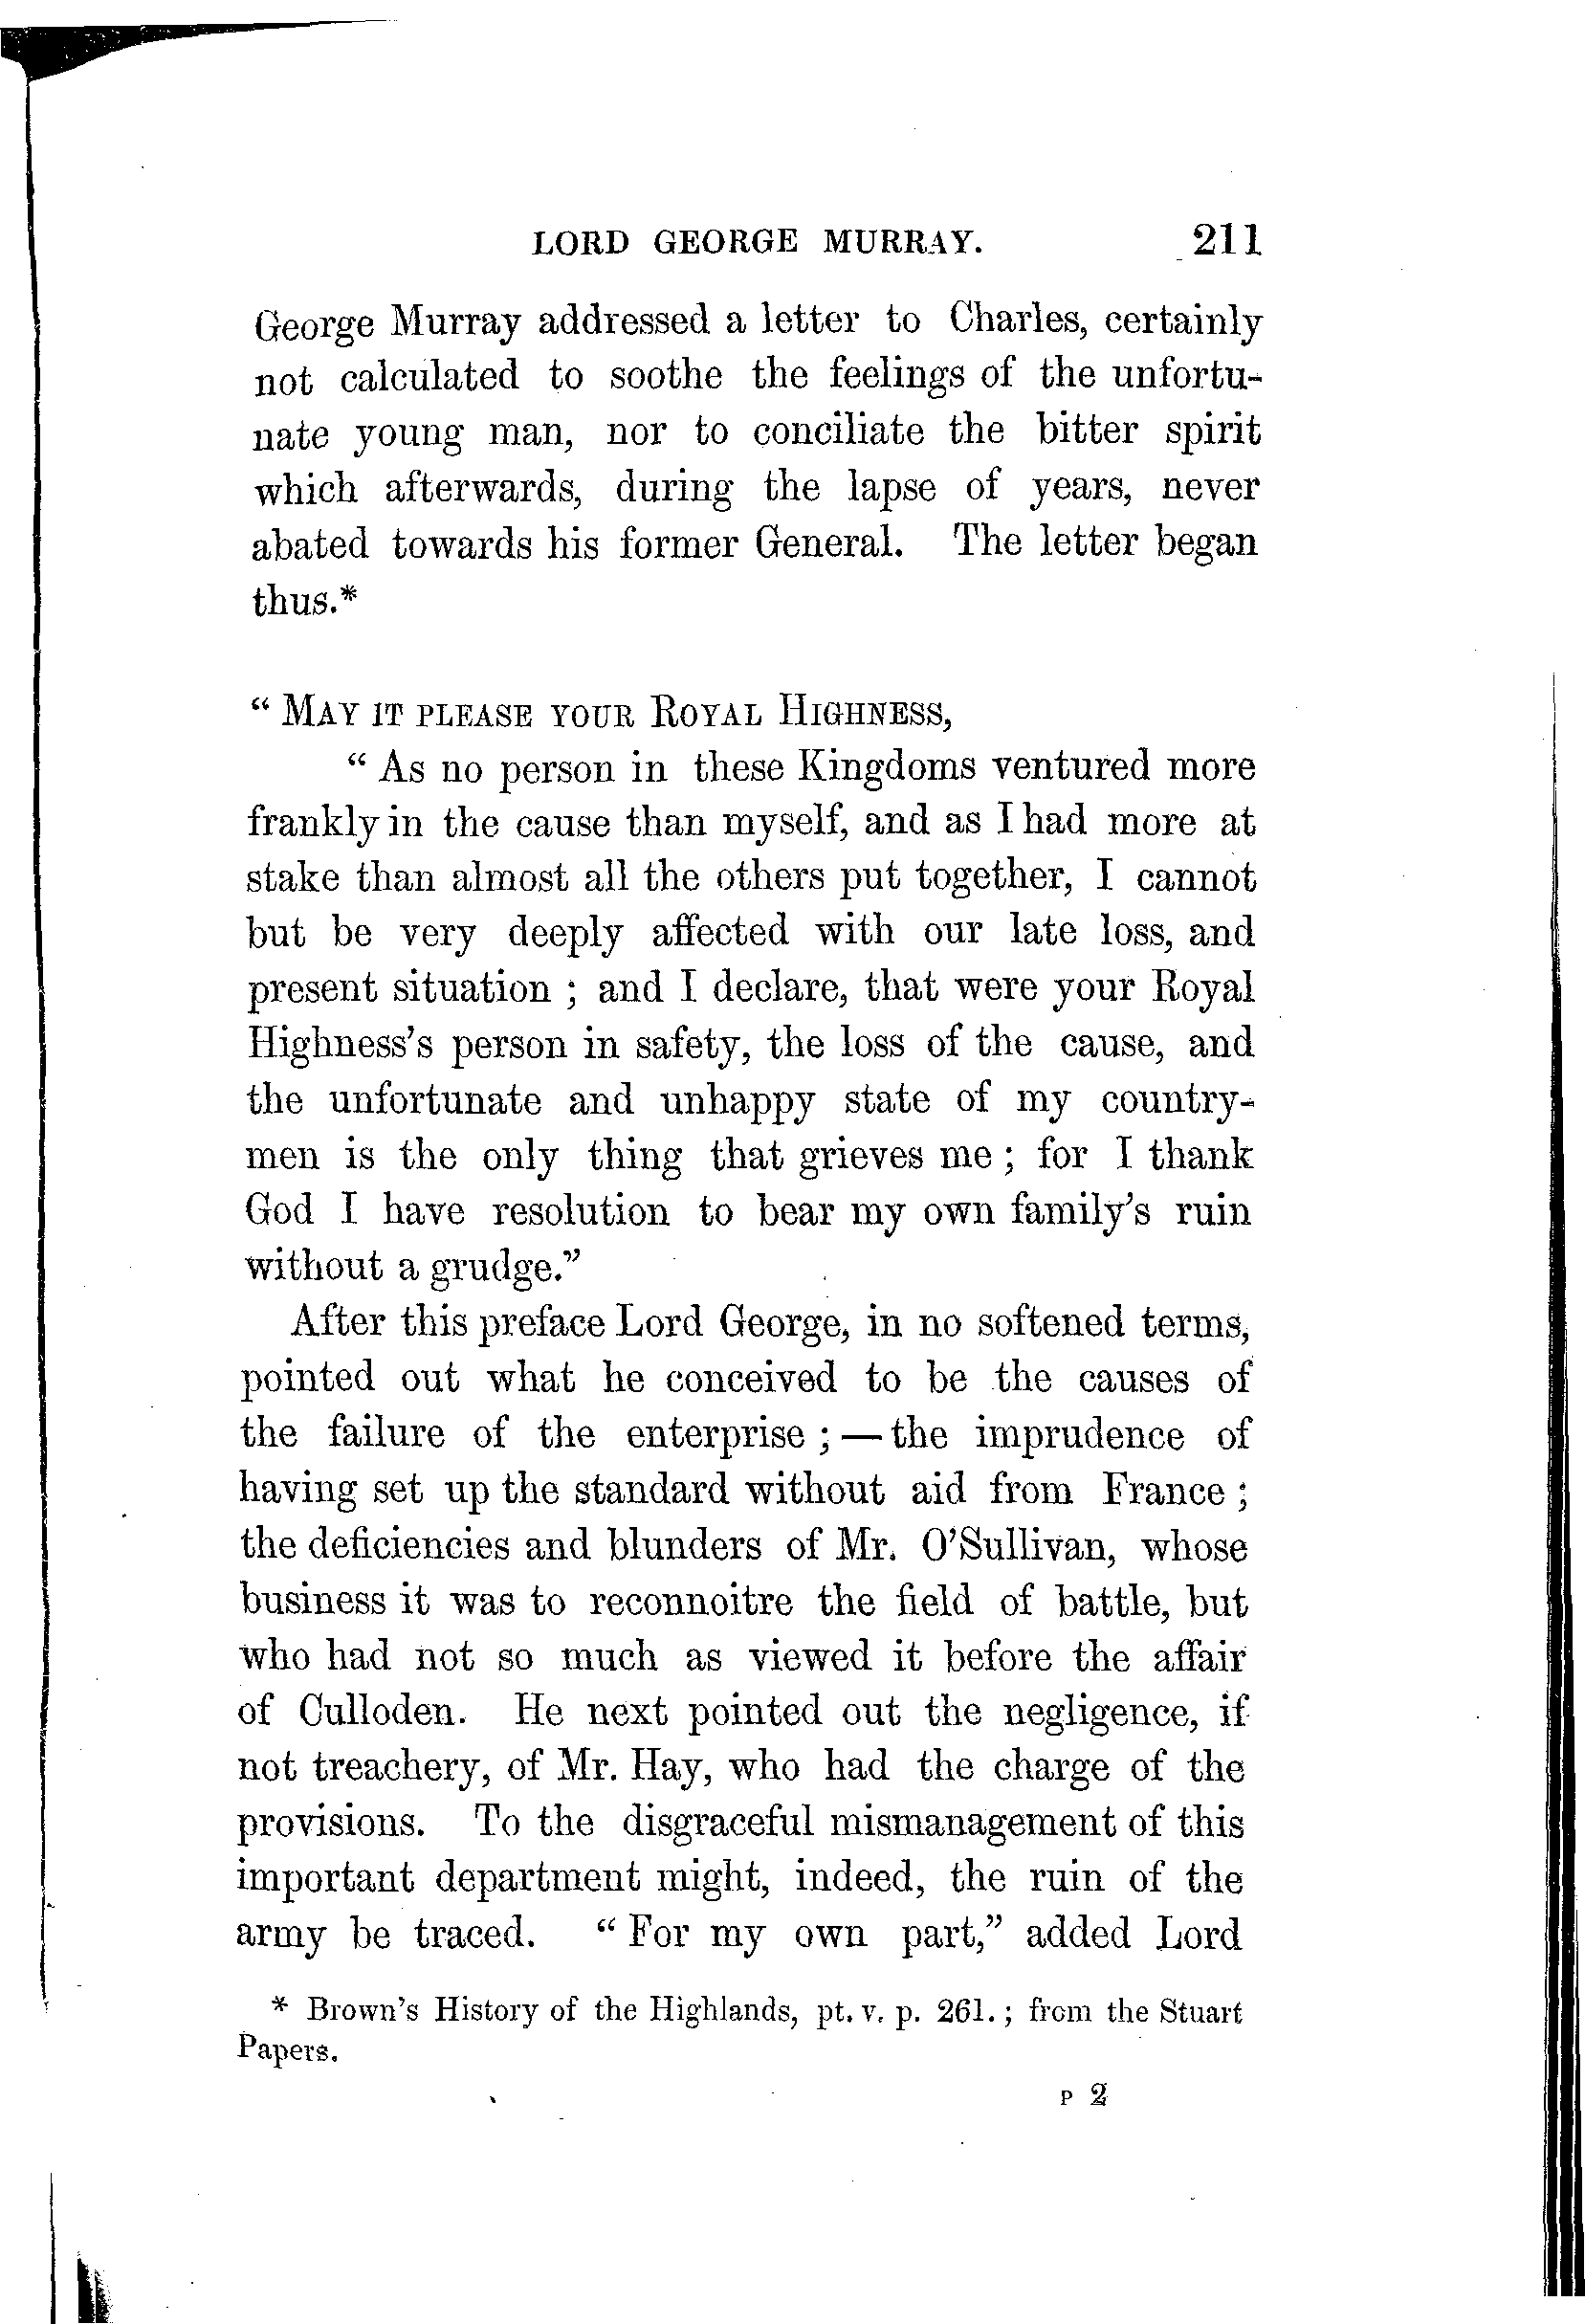 LORD GEORGE MURRAY. 211
George Murray addressed a letter to Charles, certainly
not calculated to soothe the feelings of the unfortu-
nate young man, nor to conciliate the bitter spirit
which afterwards, during the lapse of years, never
abated towards his former General. The letter began
thus.*
“ MAY IT PLEASE YOUR ROYAL HIGHNESS,
“ As no person in these Kingdoms ventured more
frankly in the cause than myself, and as I had more at
stake than almost all the others put together, I cannot
but be very deeply affected with our late loss, and
present situation ; and I declare, that were your Royal
Highness's person in safety, the loss of the cause, and
the unfortunate and unhappy state of my country-
men is the only thing that grieves me ; for I thank
God I have resolution to bear my own family's ruin
without a grudge.”
After this preface Lord George, in no softened terms,
pointed out what he conceived to be the causes of
the failure of the enterprise ; — the imprudence of
having set up the standard without aid from France ;
the deficiencies and blunders of Mr. O'Sullivan, whose
business it was to reconnoitre the field of battle, but
who had not so much as viewed it before the affair
of Culloden. He next pointed out the negligence, if
not treachery, of Mr. Hay, who had the charge of the
provisions. To the disgraceful mismanagement of this
important department might, indeed, the ruin of the
army be traced. “ For my own part,” added Lord
* Brown's History of the Highlands, pt. v. p. 261. ; from the Stuart
Papers.
P 2